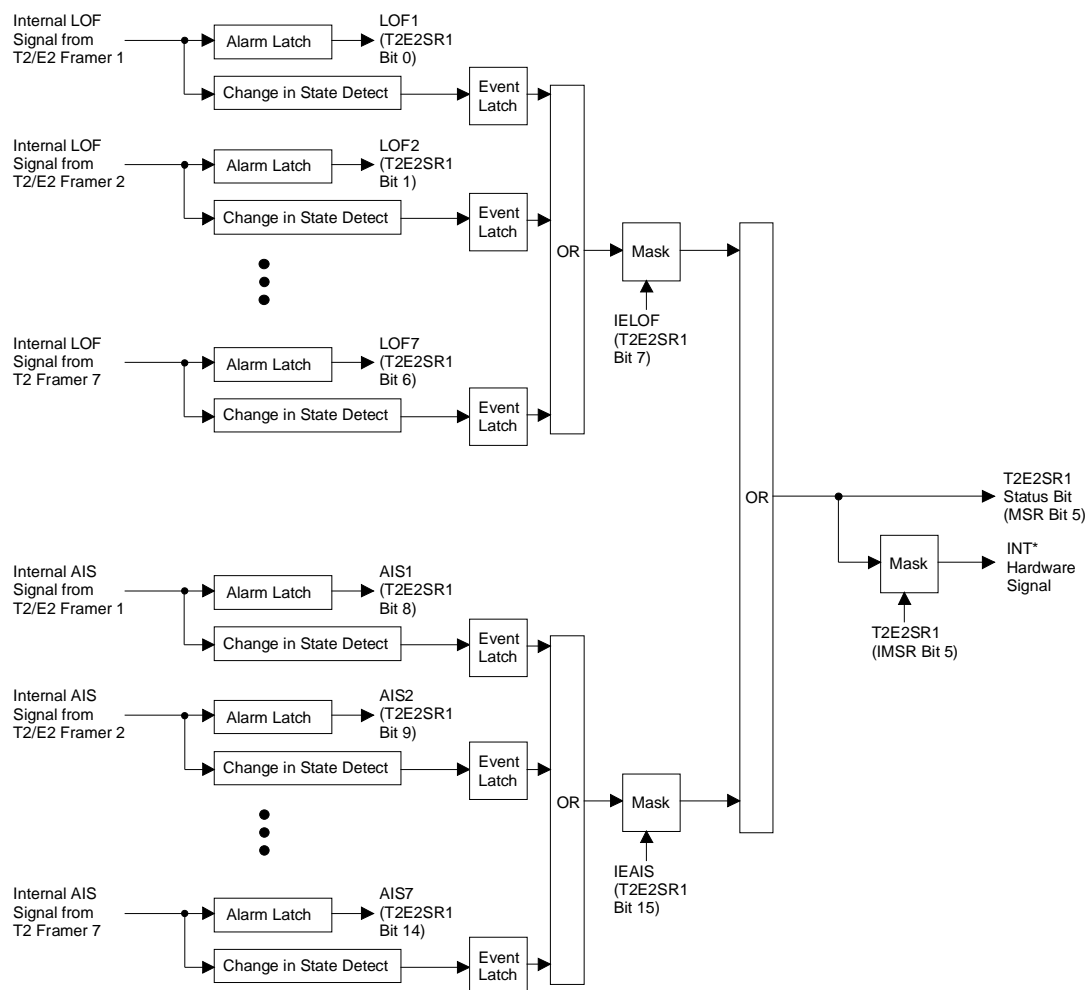 Internal LOF
Signal from
T2/E2 Framer 1
Alarm Latch
LOF1
(T2E2SR1
Bit 0)
Change in State Detect
Event
Latch
Internal LOF
Signal from
T2/E2 Framer 2
Alarm Latch
LOF2
(T2E2SR1
Bit 1)
Change in State Detect
Event
Latch
OR
Mask
IELOF
(T2E2SR1
Bit 7)
Internal LOF
Signal from
T2 Framer 7
Alarm Latch
LOF7
(T2E2SR1
Bit 6)
Change in State Detect
Event
Latch
OR
T2E2SR1
Status Bit
(MSR Bit 5)
Mask
INT*
Hardware
Signal
T2E2SR1
(IMSR Bit 5)
Internal AIS
Signal from
T2/E2 Framer 1
Alarm Latch
AIS1
(T2E2SR1
Bit 8)
Change in State Detect
Event
Latch
Internal AIS
Signal from
T2/E2 Framer 2
Alarm Latch
AIS2
(T2E2SR1
Bit 9)
Change in State Detect
Event
Latch
OR
Mask
IEAIS
(T2E2SR1
Bit 15)
Internal AIS
Signal from
T2 Framer 7
Alarm Latch
AIS7
(T2E2SR1
Bit 14)
Change in State Detect
Event
Latch